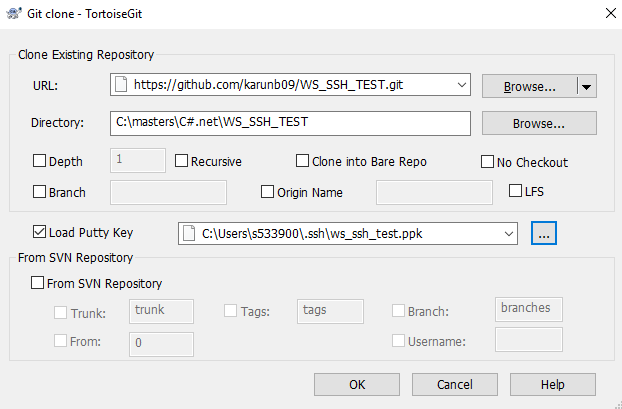 Git clone - TortoiseGit
Clone Existing Repository
URL: https://github.com/karunb09/WS_SSH_TEST.git Browse...
Directory: C:\masters\C#.net\WS_SSH_TEST Browse...
Depth 1 Recursive Clone into Bare Repo No Checkout
Branch Origin Name LFS
Load Putty Key C:\Users\s533900\.ssh\ws_ssh_test.ppk ...
From SVN Repository
From SVN Repository
Trunk: trunk Tags: tags Branch: branches
From: 0 Username:
OK Cancel Help